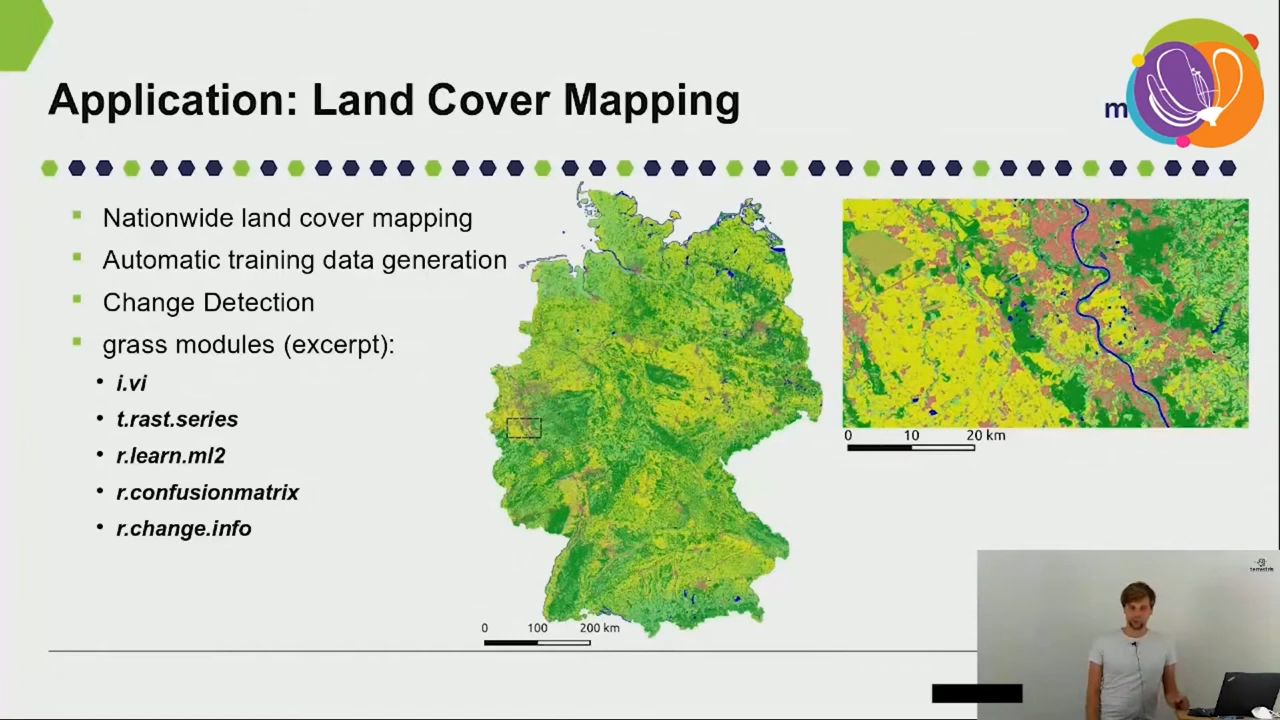 Application: Land Cover Mapping
m
Nationwide land cover mapping
Automatic training data generation
Change Detection
grass modules (excerpt):
i.vi
t.rast.series
r.learn.ml2
r.confusionmatrix
r.change.info
0 10 20 km
0 100 200 km
terrestris